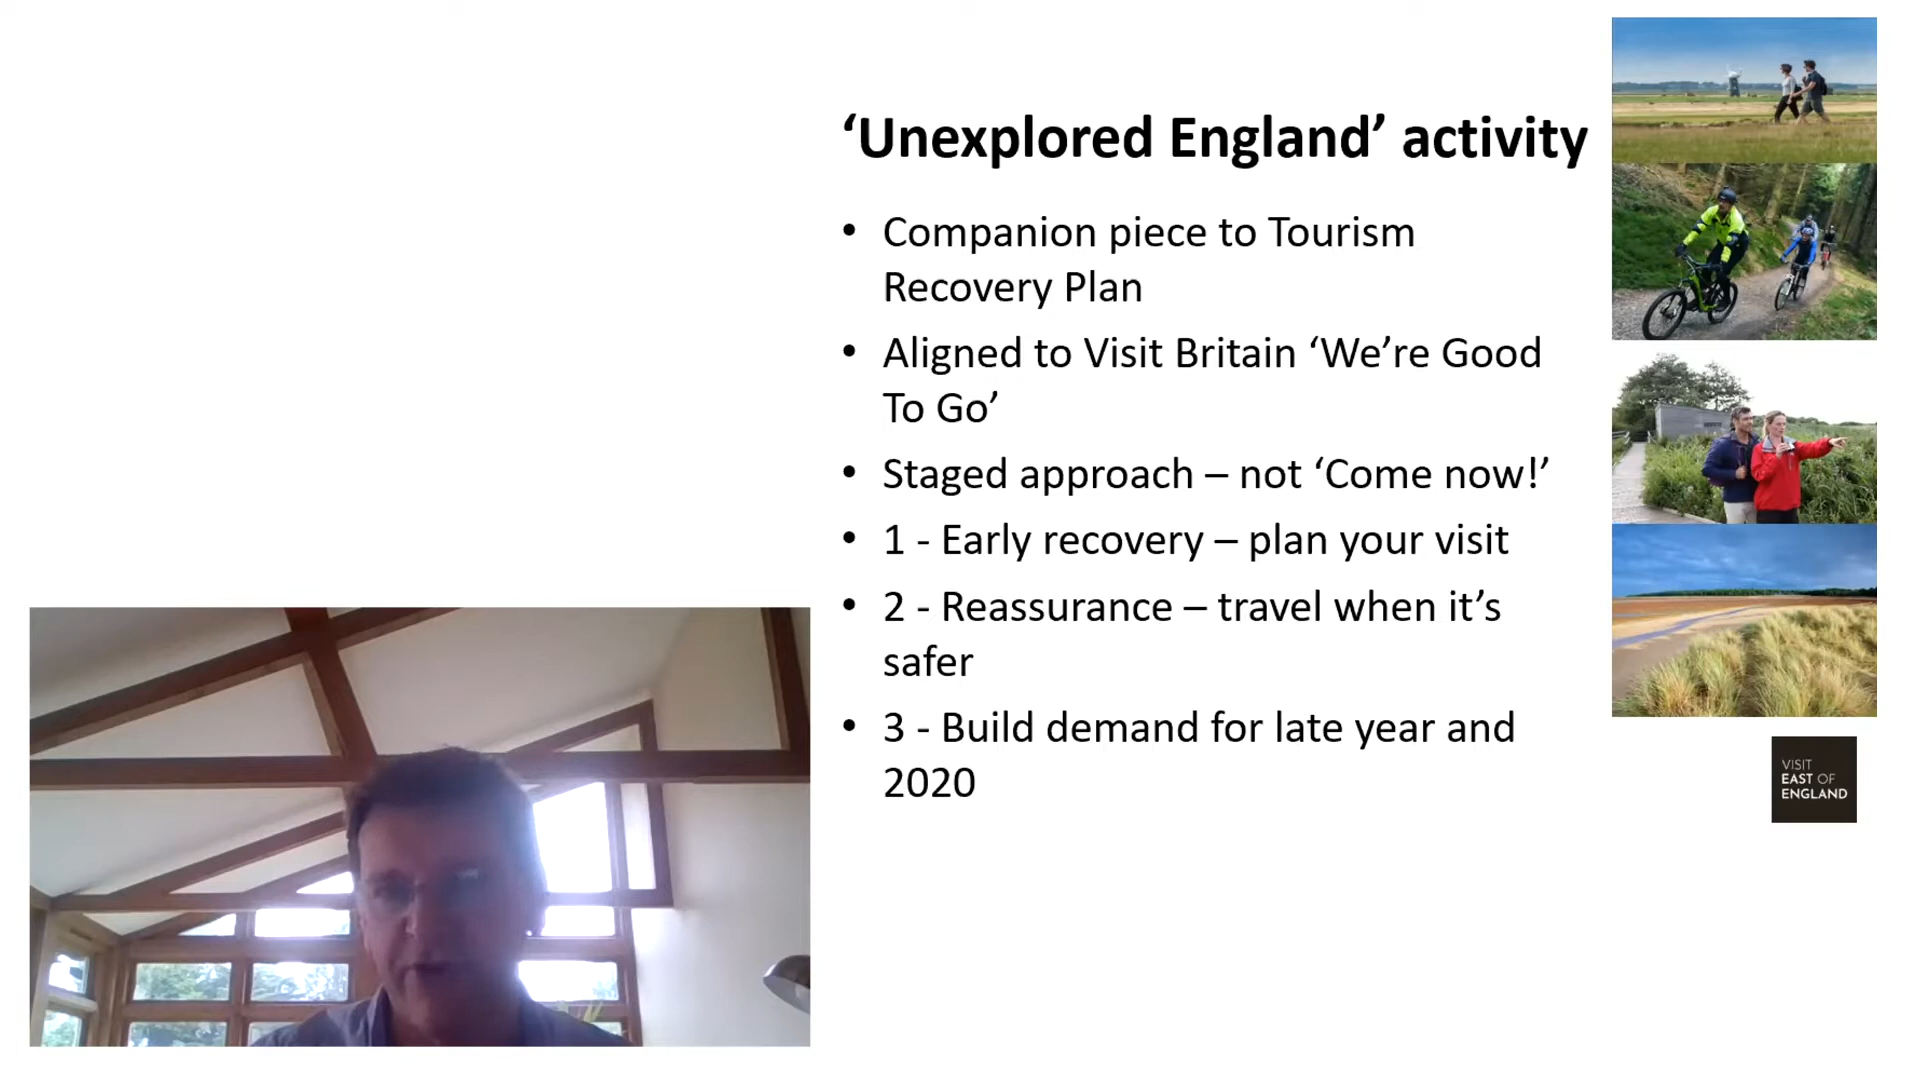 ‘Unexplored England’ activity
• Companion piece to Tourism
Recovery Plan
• Aligned to Visit Britain ‘We’re Good
To Go’
• Staged approach – not ‘Come now!’
• 1 - Early recovery – plan your visit
• 2 - Reassurance – travel when it’s
safer
• 3 - Build demand for late year and
2020
VISIT
EAST OF
ENGLAND